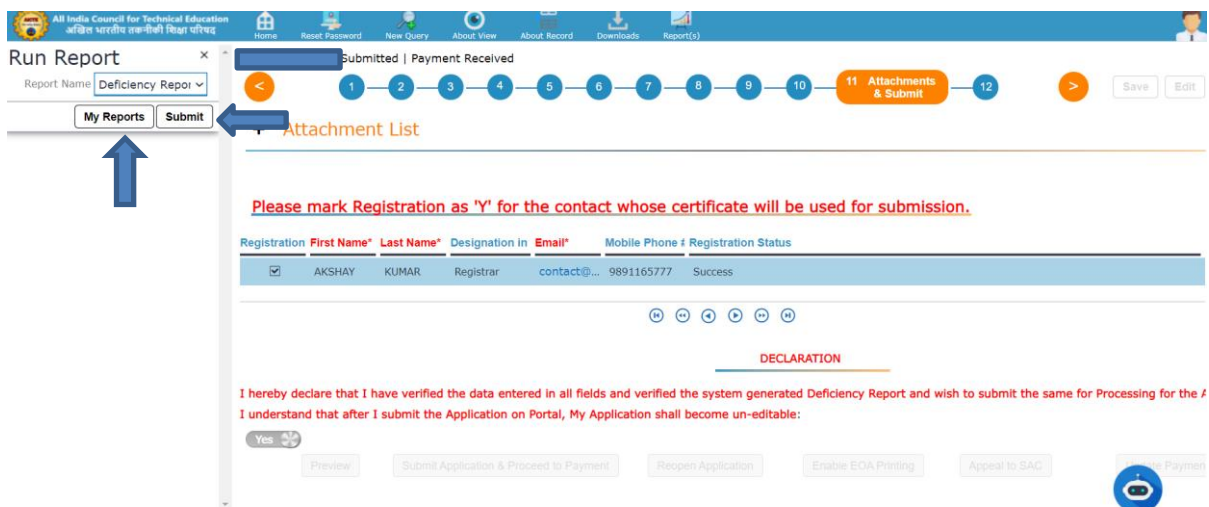 All India Council for Technical Education
अखिल भारतीय तकनीकी शिक्षा परिषद
Home Reset Password New Query About View About Record Downloads Report(s)
Run Report ×
Submitted | Payment Received
Report Name Deficiency Repor
< 1 2 3 4 5 6 7 8 9 10 11 Attachments & Submit 12 > Save Edit
My Reports Submit
Attachment List
Please mark Registration as 'Y' for the contact whose certificate will be used for submission.
Registration First Name* Last Name* Designation in Email* Mobile Phone # Registration Status
AKSHAY KUMAR Registrar contact@... 9891165777 Success
DECLARATION
I hereby declare that I have verified the data entered in all fields and verified the system generated Deficiency Report and wish to submit the same for Processing for the A
I understand that after I submit the Application on Portal, My Application shall become un-editable:
Yes
Preview Submit Application & Proceed to Payment Reopen Application Enable EOA Printing Appeal to SAC